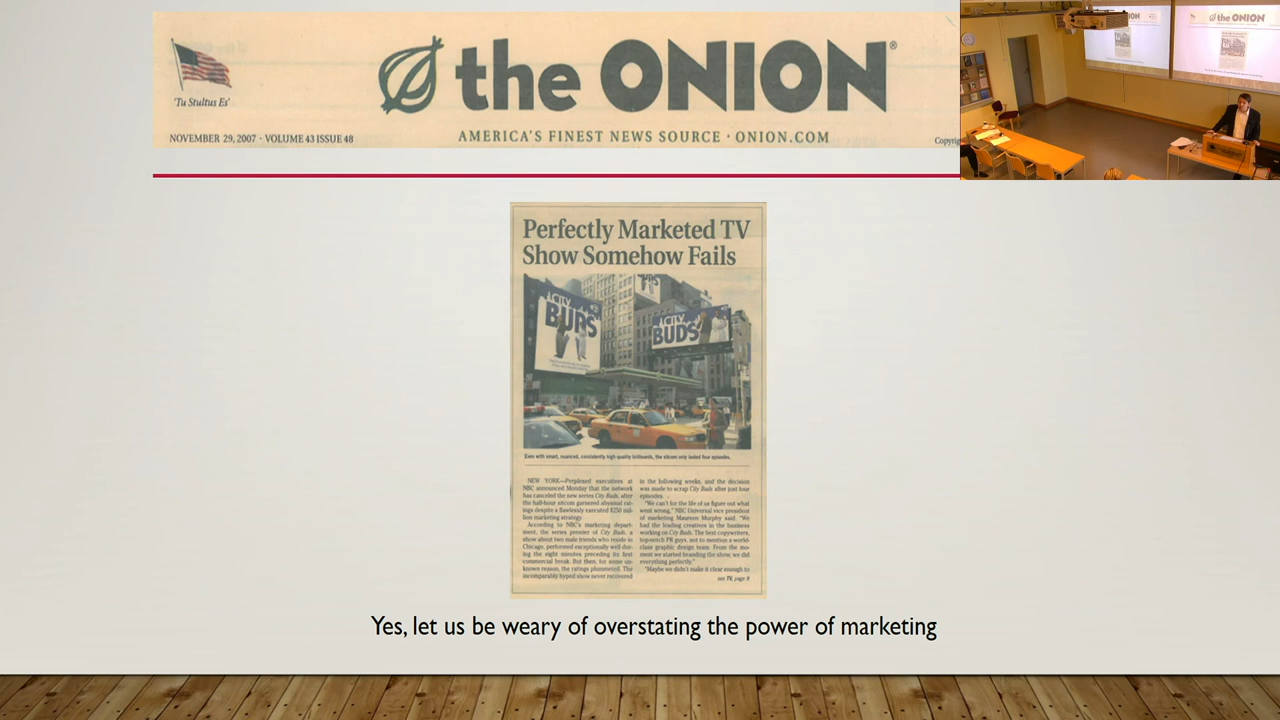 the ONION®
'Tu Stultus Es'
NOVEMBER 29, 2007 · VOLUME 43 ISSUE 48
AMERICA'S FINEST NEWS SOURCE · ONION.COM
Perfectly Marketed TV
Show Somehow Fails
CITY
BUDS
CITY
BUDS
Even with smart, nuanced, consistently high-quality billboards, the sitcom only lasted four episodes.
NEW YORK—Perplexed executives at
NBC announced Monday that the network
has canceled the new series City Buds, after
the half-hour sitcom garnered abysmal rat-
ings despite a flawlessly executed $250 mil-
lion marketing strategy.
According to NBC's marketing depart-
ment, the series premier of City Buds, a
show about two male friends who reside in
Chicago, performed exceptionally well dur-
ing the eight minutes preceding its first
commercial break. But then, for some un-
known reason, the ratings plummeted. The
incomparably hyped show never recovered
in the following weeks, and the decision
was made to scrap City Buds after just four
episodes.
"We can't for the life of us figure out what
went wrong," NBC Universal vice president
of marketing Maureen Murphy said. "We
had the leading creatives in the business
working on City Buds. The best copywriters,
top-notch PR guys, not to mention a world-
class graphic design team. From the mo-
ment we started branding the show, we did
everything perfectly."
"Maybe we didn't make it clear enough to
see TV, page 8
Yes, let us be weary of overstating the power of marketing
the ONION